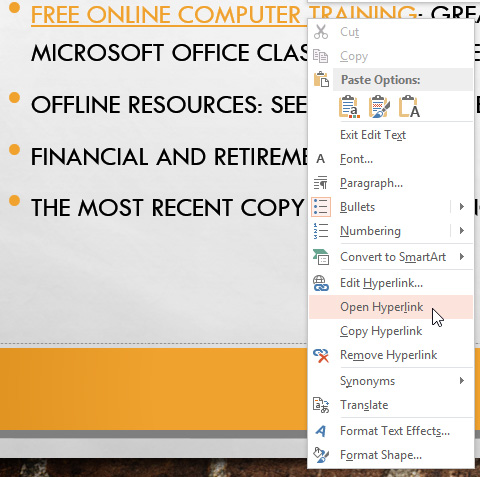 FREE ONLINE COMPUTER TRAINING: GREA
MICROSOFT OFFICE CLAS
OFFLINE RESOURCES: SEE
FINANCIAL AND RETIREME
THE MOST RECENT COPY
Cut
Copy
Paste Options:
Exit Edit Text
Font...
Paragraph...
Bullets
Numbering
Convert to SmartArt
Edit Hyperlink...
Open Hyperlink
Copy Hyperlink
Remove Hyperlink
Synonyms
Translate
Format Text Effects...
Format Shape...